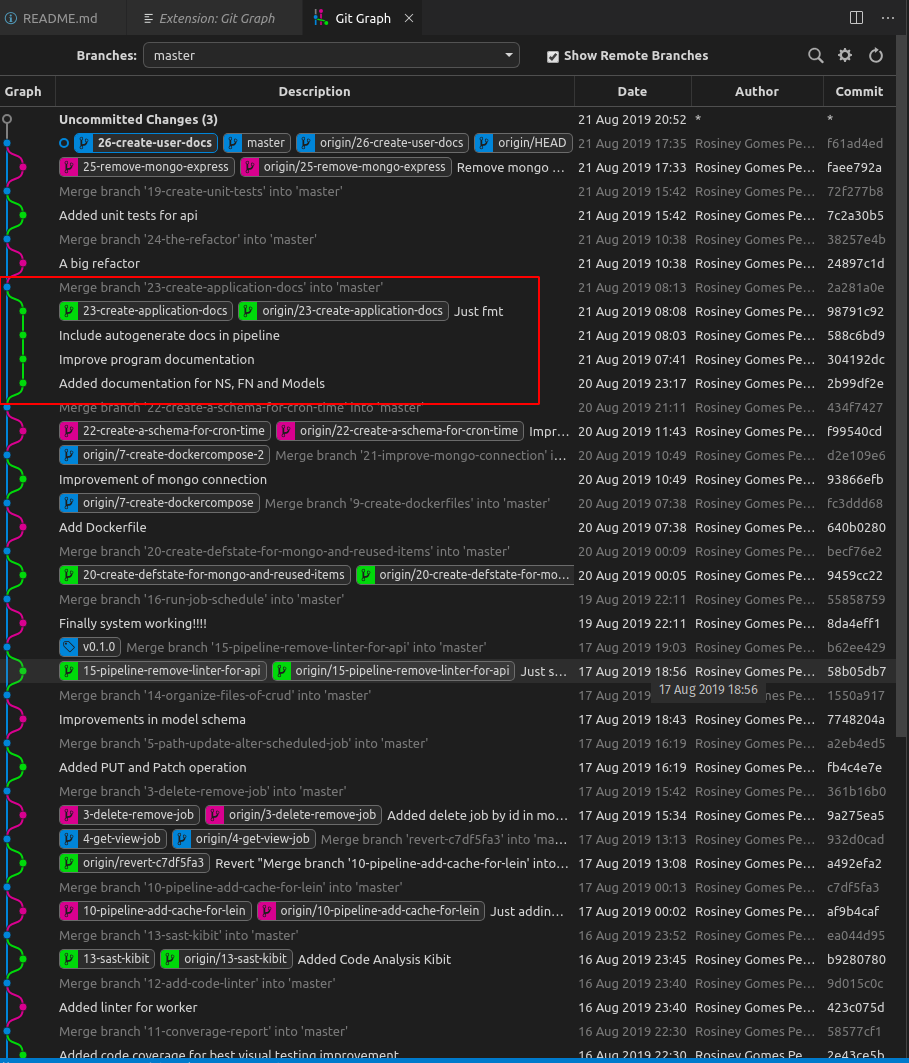 README.md Extension: Git Graph Git Graph
Branches: master Show Remote Branches
Graph Description Date Author Commit
Uncommitted Changes (3) 21 Aug 2019 20:52 * *
26-create-user-docs master origin/26-create-user-docs origin/HEAD 21 Aug 2019 17:35 Rosiney Gomes Pe... f61ad4ed
25-remove-mongo-express origin/25-remove-mongo-express Remove mongo ... 21 Aug 2019 17:33 Rosiney Gomes Pe... faee792a
Merge branch '19-create-unit-tests' into 'master' 21 Aug 2019 15:42 Rosiney Gomes Pe... 72f277b8
Added unit tests for api 21 Aug 2019 15:42 Rosiney Gomes Pe... 7c2a30b5
Merge branch '24-the-refactor' into 'master' 21 Aug 2019 10:38 Rosiney Gomes Pe... 38257e4b
A big refactor 21 Aug 2019 10:38 Rosiney Gomes Pe... 24897c1d
Merge branch '23-create-application-docs' into 'master' 21 Aug 2019 08:13 Rosiney Gomes Pe... 2a281a0e
23-create-application-docs origin/23-create-application-docs Just fmt 21 Aug 2019 08:08 Rosiney Gomes Pe... 98791c92
Include autogenerate docs in pipeline 21 Aug 2019 08:03 Rosiney Gomes Pe... 588c6bd9
Improve program documentation 21 Aug 2019 07:41 Rosiney Gomes Pe... 304192dc
Added documentation for NS, FN and Models 20 Aug 2019 23:17 Rosiney Gomes Pe... 2b99df2e
Merge branch '22-create-a-schema-for-cron-time' into 'master' 20 Aug 2019 21:11 Rosiney Gomes Pe... 434f7427
22-create-a-schema-for-cron-time origin/22-create-a-schema-for-cron-time Impr... 20 Aug 2019 11:43 Rosiney Gomes Pe... f99540cd
origin/7-create-dockercompose-2 Merge branch '21-improve-mongo-connection' i... 20 Aug 2019 10:49 Rosiney Gomes Pe... d2e109e6
Improvement of mongo connection 20 Aug 2019 10:49 Rosiney Gomes Pe... 93866efb
origin/7-create-dockercompose Merge branch '9-create-dockerfiles' into 'master' 20 Aug 2019 07:38 Rosiney Gomes Pe... fc3ddd68
Add Dockerfile 20 Aug 2019 07:38 Rosiney Gomes Pe... 640b0280
Merge branch '20-create-defstate-for-mongo-and-reused-items' into 'master' 20 Aug 2019 00:09 Rosiney Gomes Pe... becf76e2
20-create-defstate-for-mongo-and-reused-items origin/20-create-defstate-for-mo... 20 Aug 2019 00:05 Rosiney Gomes Pe... 9459cc22
Merge branch '16-run-job-schedule' into 'master' 19 Aug 2019 22:11 Rosiney Gomes Pe... 55858759
Finally system working!!!! 19 Aug 2019 22:11 Rosiney Gomes Pe... 8da4eff1
v0.1.0 Merge branch '15-pipeline-remove-linter-for-api' into 'master' 17 Aug 2019 19:03 Rosiney Gomes Pe... b62ee429
15-pipeline-remove-linter-for-api origin/15-pipeline-remove-linter-for-api Just s... 17 Aug 2019 18:56 Rosiney Gomes Pe... 58b05db7
Merge branch '14-organize-files-of-crud' into 'master' 17 Aug 2019 18:56 Rosiney Gomes Pe... 1550a917
Improvements in model schema 17 Aug 2019 18:43 Rosiney Gomes Pe... 7748204a
Merge branch '5-path-update-alter-scheduled-job' into 'master' 17 Aug 2019 16:19 Rosiney Gomes Pe... a2eb4ed5
Added PUT and Patch operation 17 Aug 2019 16:19 Rosiney Gomes Pe... fb4c4e7e
Merge branch '3-delete-remove-job' into 'master' 17 Aug 2019 15:42 Rosiney Gomes Pe... 361b16b0
3-delete-remove-job origin/3-delete-remove-job Added delete job by id in mo... 17 Aug 2019 15:34 Rosiney Gomes Pe... 9a275ea5
4-get-view-job origin/4-get-view-job Merge branch 'revert-c7df5fa3' into 'ma... 17 Aug 2019 13:13 Rosiney Gomes Pe... 932d0cad
origin/revert-c7df5fa3 Revert "Merge branch '10-pipeline-add-cache-for-lein' into... 17 Aug 2019 13:08 Rosiney Gomes Pe... a492efa2
Merge branch '10-pipeline-add-cache-for-lein' into 'master' 17 Aug 2019 00:13 Rosiney Gomes Pe... c7df5fa3
10-pipeline-add-cache-for-lein origin/10-pipeline-add-cache-for-lein Just addin... 17 Aug 2019 00:02 Rosiney Gomes Pe... af9b4caf
Merge branch '13-sast-kibit' into 'master' 16 Aug 2019 23:52 Rosiney Gomes Pe... ea044d95
13-sast-kibit origin/13-sast-kibit Added Code Analysis Kibit 16 Aug 2019 23:45 Rosiney Gomes Pe... b9280780
Merge branch '12-add-code-linter' into 'master' 16 Aug 2019 23:40 Rosiney Gomes Pe... 9d015c0c
Added linter for worker 16 Aug 2019 23:40 Rosiney Gomes Pe... 423c075d
Merge branch '11-converage-report' into 'master' 16 Aug 2019 22:30 Rosiney Gomes Pe... 58577cf1
Added code coverage for best visual testing improvement 16 Aug 2019 22:30 Rosiney Gomes Pe... 2e43ce5b